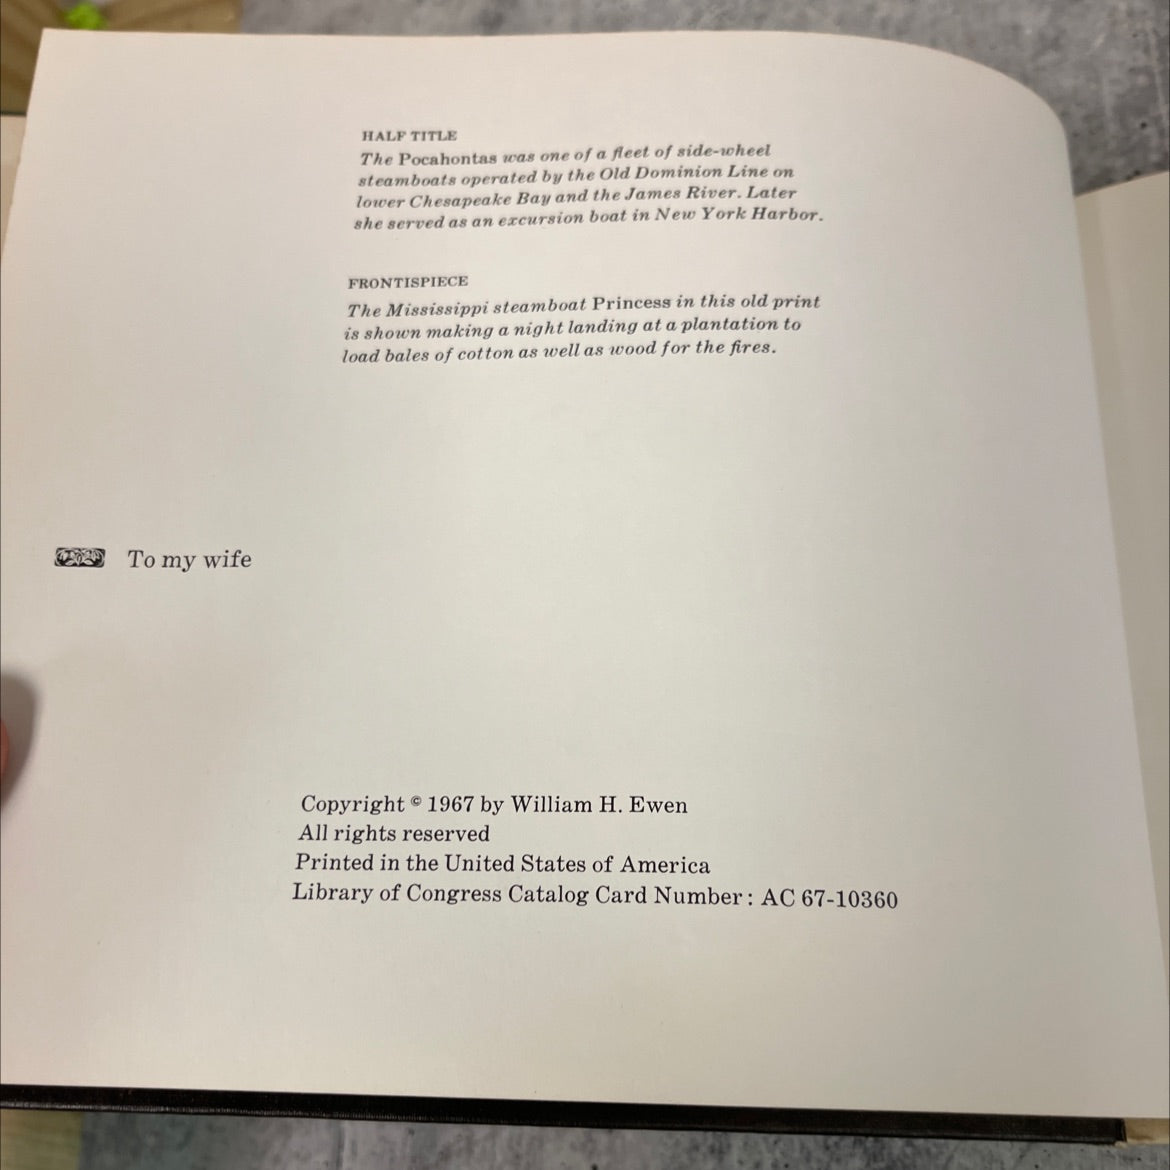 HALF TITLE
The Pocahontas was one of a fleet of side-wheel
steamboats operated by the Old Dominion Line on
lower Chesapeake Bay and the James River. Later
she served as an excursion boat in New York Harbor.
FRONTISPIECE
The Mississippi steamboat Princess in this old print
is shown making a night landing at a plantation to
load bales of cotton as well as wood for the fires.
To my wife
Copyright © 1967 by William H. Ewen
All rights reserved
Printed in the United States of America
Library of Congress Catalog Card Number: AC 67-10360